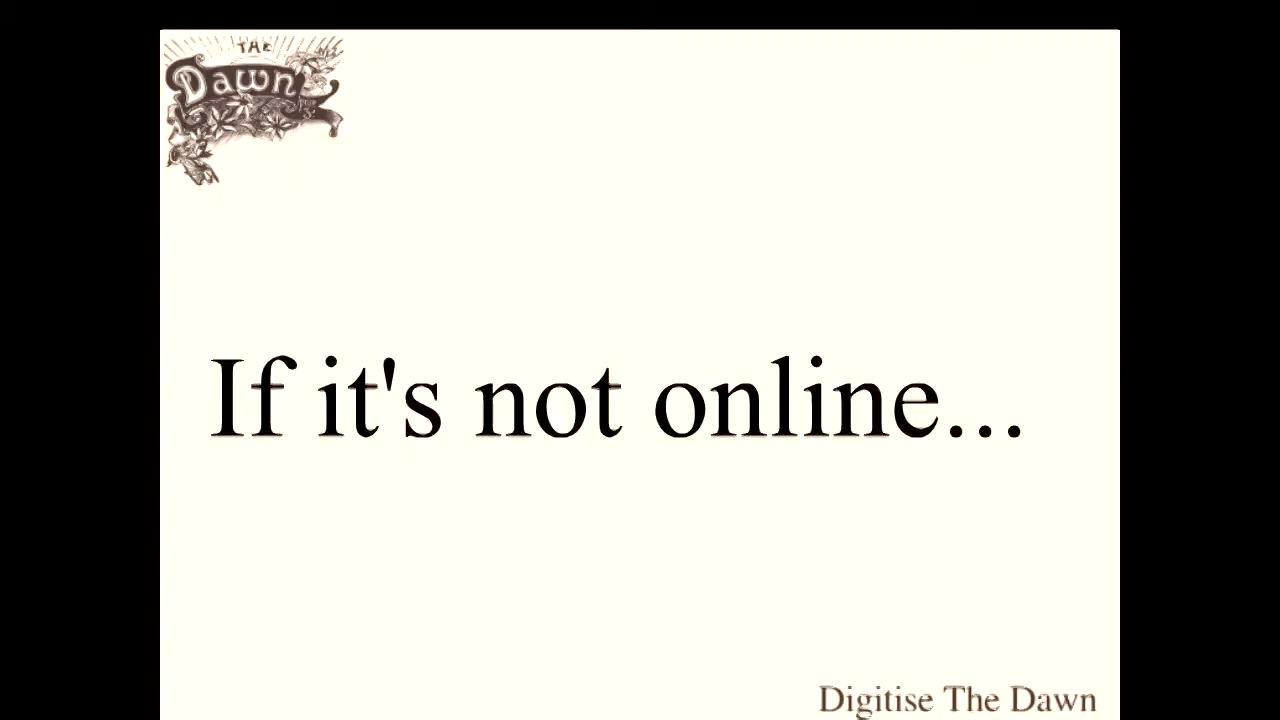 THE
Dawn
If it's not online...
Digitise The Dawn